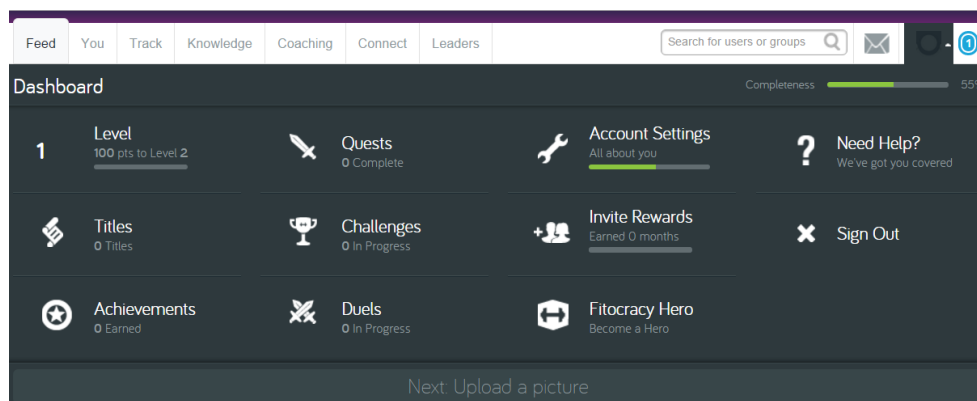 Feed You Track Knowledge Coaching Connect Leaders Search for users or groups 1
Dashboard Completeness 55%
1 Level
100 pts to Level 2
Quests
0 Complete
Account Settings
All about you
Need Help?
We've got you covered
Titles
0 Titles
Challenges
0 In Progress
Invite Rewards
Earned 0 months
Sign Out
Achievements
0 Earned
Duels
0 In Progress
Fitocracy Hero
Become a Hero
Next: Upload a picture